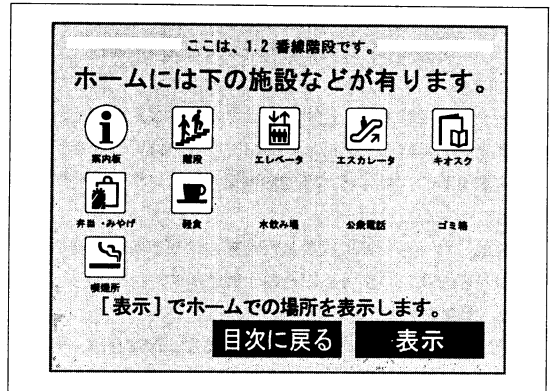 ここは、1.2 番線階段です。
ホームには下の施設などが有ります。
案内板 階段 エレベータ エスカレータ キオスク
弁当・みやげ 軽食 水飲み場 公衆電話 ゴミ箱
喫煙所
[表示]でホームでの場所を表示します。
目次に戻る 表示